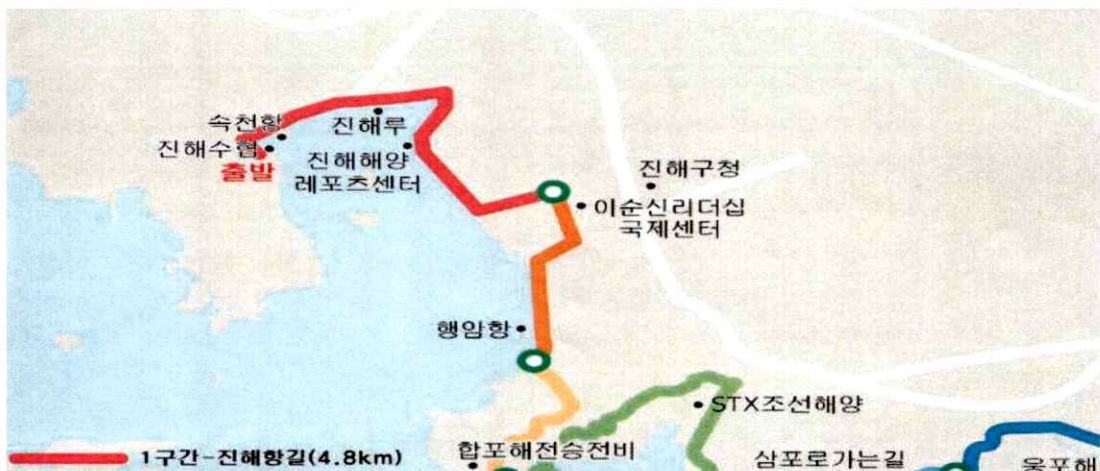 속천항
진해루
진해수협
출발
진해해양
레포츠센터
진해구청
이순신리더십
국제센터
행암항
STX조선해양
합포해전승전비
삼포로가는길
웅포해
1구간-진해항길(4.8km)